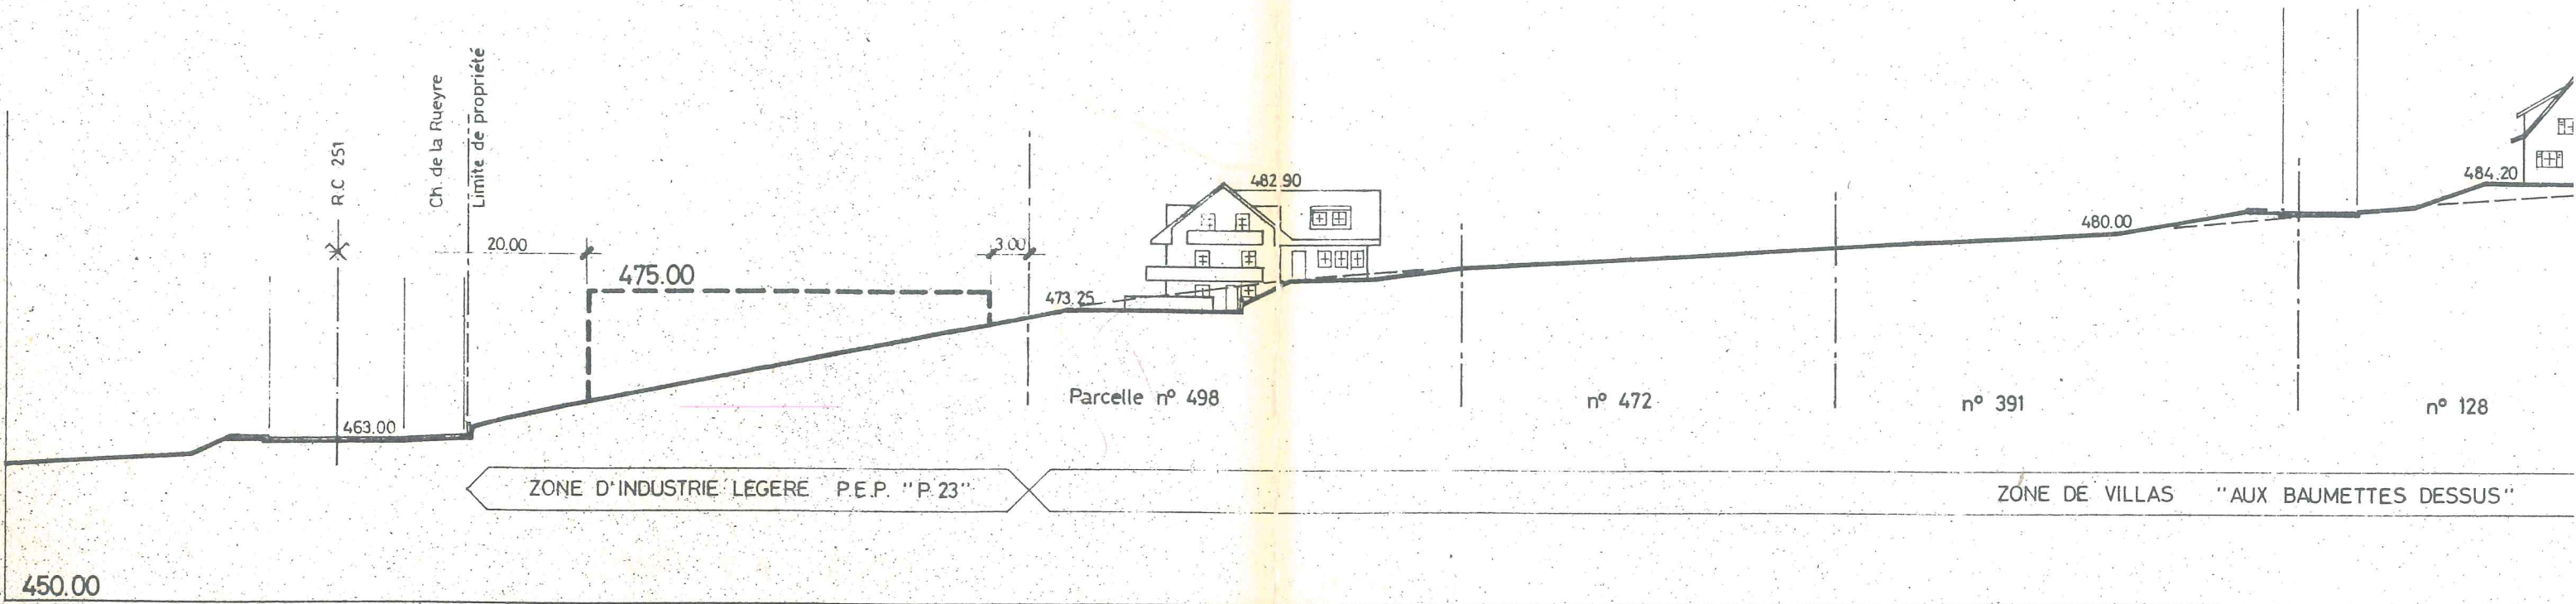 R.C 251
Ch. de la Rueyre
Limite de propriété
20.00
475.00
3.00
482.90
473.25
480.00
484.20
463.00
Parcelle nº 498
nº 472
nº 391
nº 128
ZONE D'INDUSTRIE LEGERE P.E.P. "P 23"
ZONE DE VILLAS "AUX BAUMETTES DESSUS"
450.00